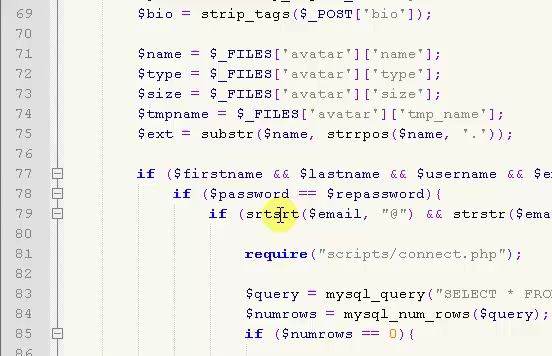 69 $bio = strip_tags($_POST['bio']);
70
71 $name = $_FILES['avatar']['name'];
72 $type = $_FILES['avatar']['type'];
73 $size = $_FILES['avatar']['size'];
74 $tmpname = $_FILES['avatar']['tmp_name'];
75 $ext = substr($name, strrpos($name, '.'));
76
77 if ($firstname && $lastname && $username && $e
78 if ($password == $repassword){
79 if (srtsrt($email, "@") && strstr($ema
80
81 require("scripts/connect.php");
82
83 $query = mysql_query("SELECT * FRO
84 $numrows = mysql_num_rows($query);
85 if ($numrows == 0){
86